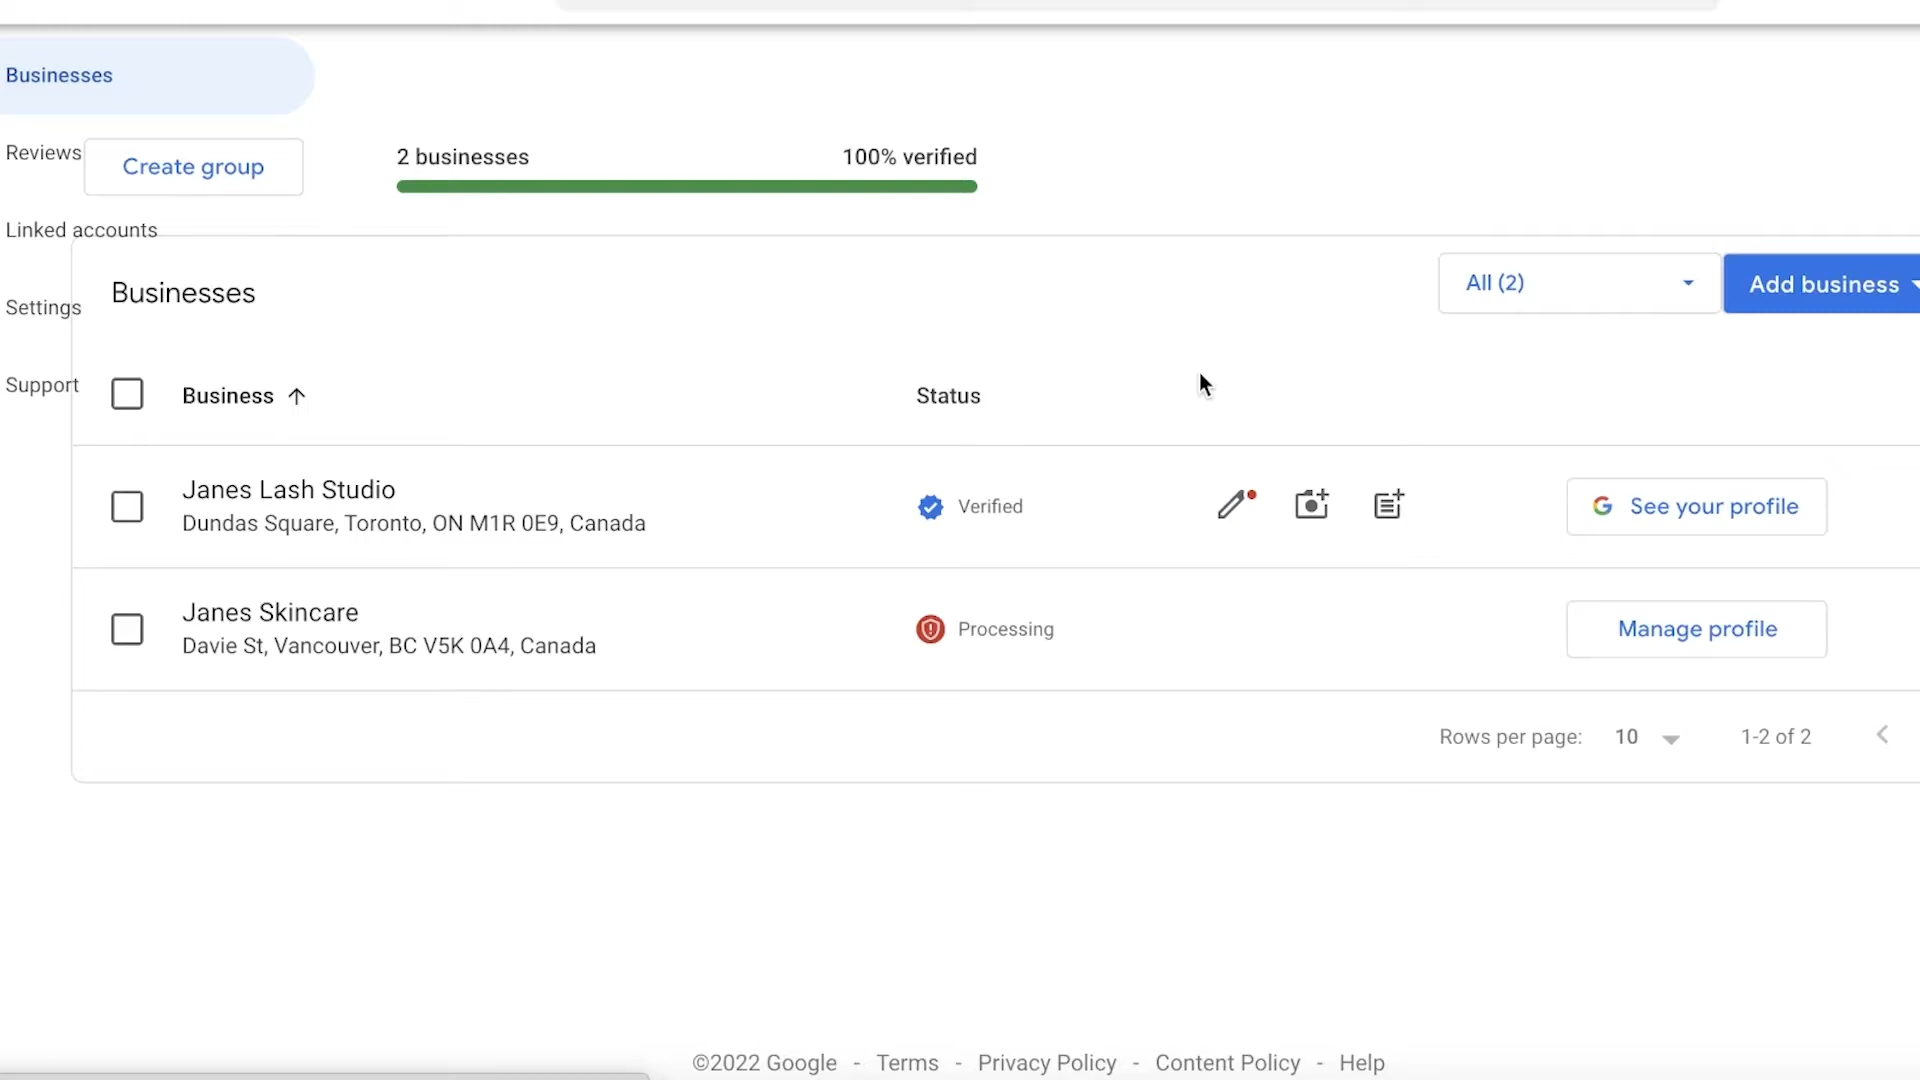 Businesses
Reviews
Create group
2 businesses
100% verified
Linked accounts
Settings
Support
Businesses
All (2)
Add business
Business
Status
Janes Lash Studio
Dundas Square, Toronto, ON M1R 0E9, Canada
Verified
See your profile
Janes Skincare
Davie St, Vancouver, BC V5K 0A4, Canada
Processing
Manage profile
Rows per page: 10
1-2 of 2
©2022 Google - Terms - Privacy Policy - Content Policy - Help